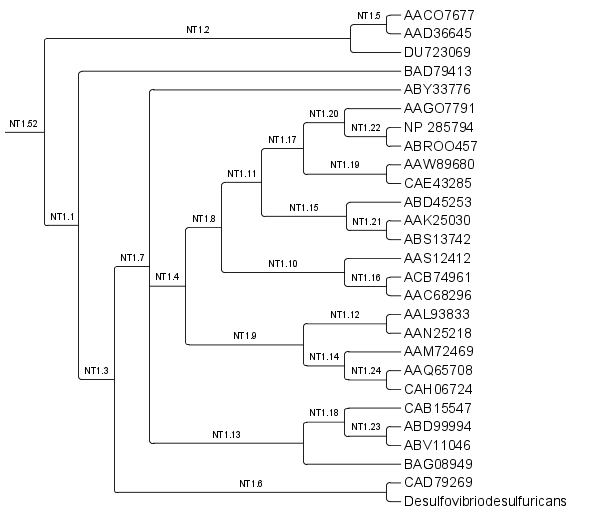 NT1.5
AACO7677
AAD36645
NT1.2
DU723069
BAD79413
ABY33776
AAGO7791
NT1.20
NP 285794
NT1.22
NT1.52
ABROO457
NT1.17
AAW89680
NT1.19
CAE43285
NT1.11
ABD45253
NT1.15
AAK25030
NT1.21
NT1.1
NT1.8
ABS13742
AAS12412
NT1.7
NT1.10
ACB74961
NT1.16
NT1.4
AAC68296
AAL93833
NT1.12
AAN25218
NT1.9
AAM72469
NT1.14
NT1.3
AAQ65708
NT1.24
CAH06724
CAB15547
NT1.18
ABD99994
NT1.23
NT1.13
ABV11046
BAG08949
CAD79269
NT1.6
Desulfovibriodesulfuricans